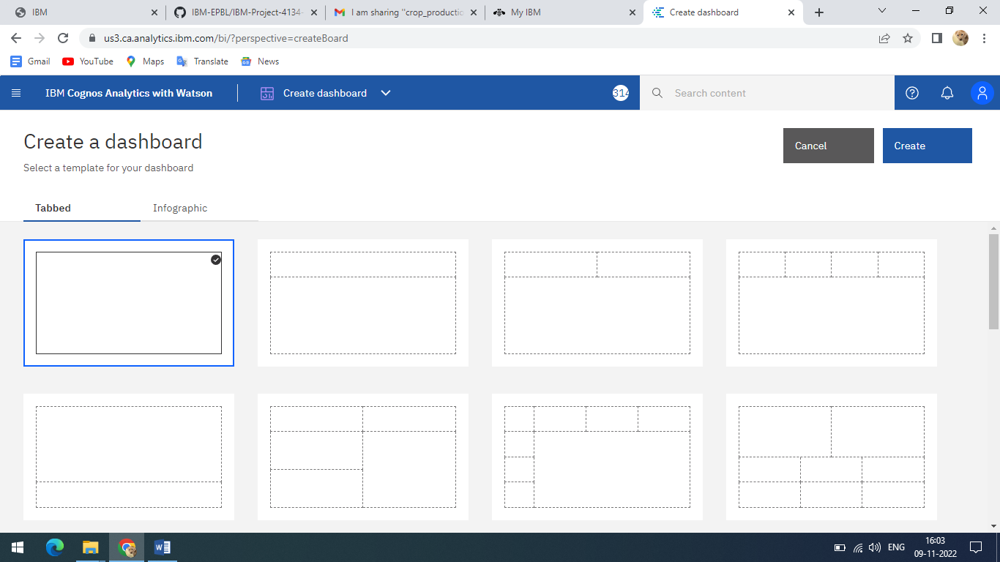 IBM
IBM-EPBL/IBM-Project-4134-
I am sharing "crop_productio
My IBM
Create dashboard
us3.ca.analytics.ibm.com/bi/?perspective=createBoard
Gmail
YouTube
Maps
Translate
News
IBM Cognos Analytics with Watson
Create dashboard
314
Search content
Create a dashboard
Select a template for your dashboard
Cancel
Create
Tabbed
Infographic
ENG
16:03
09-11-2022